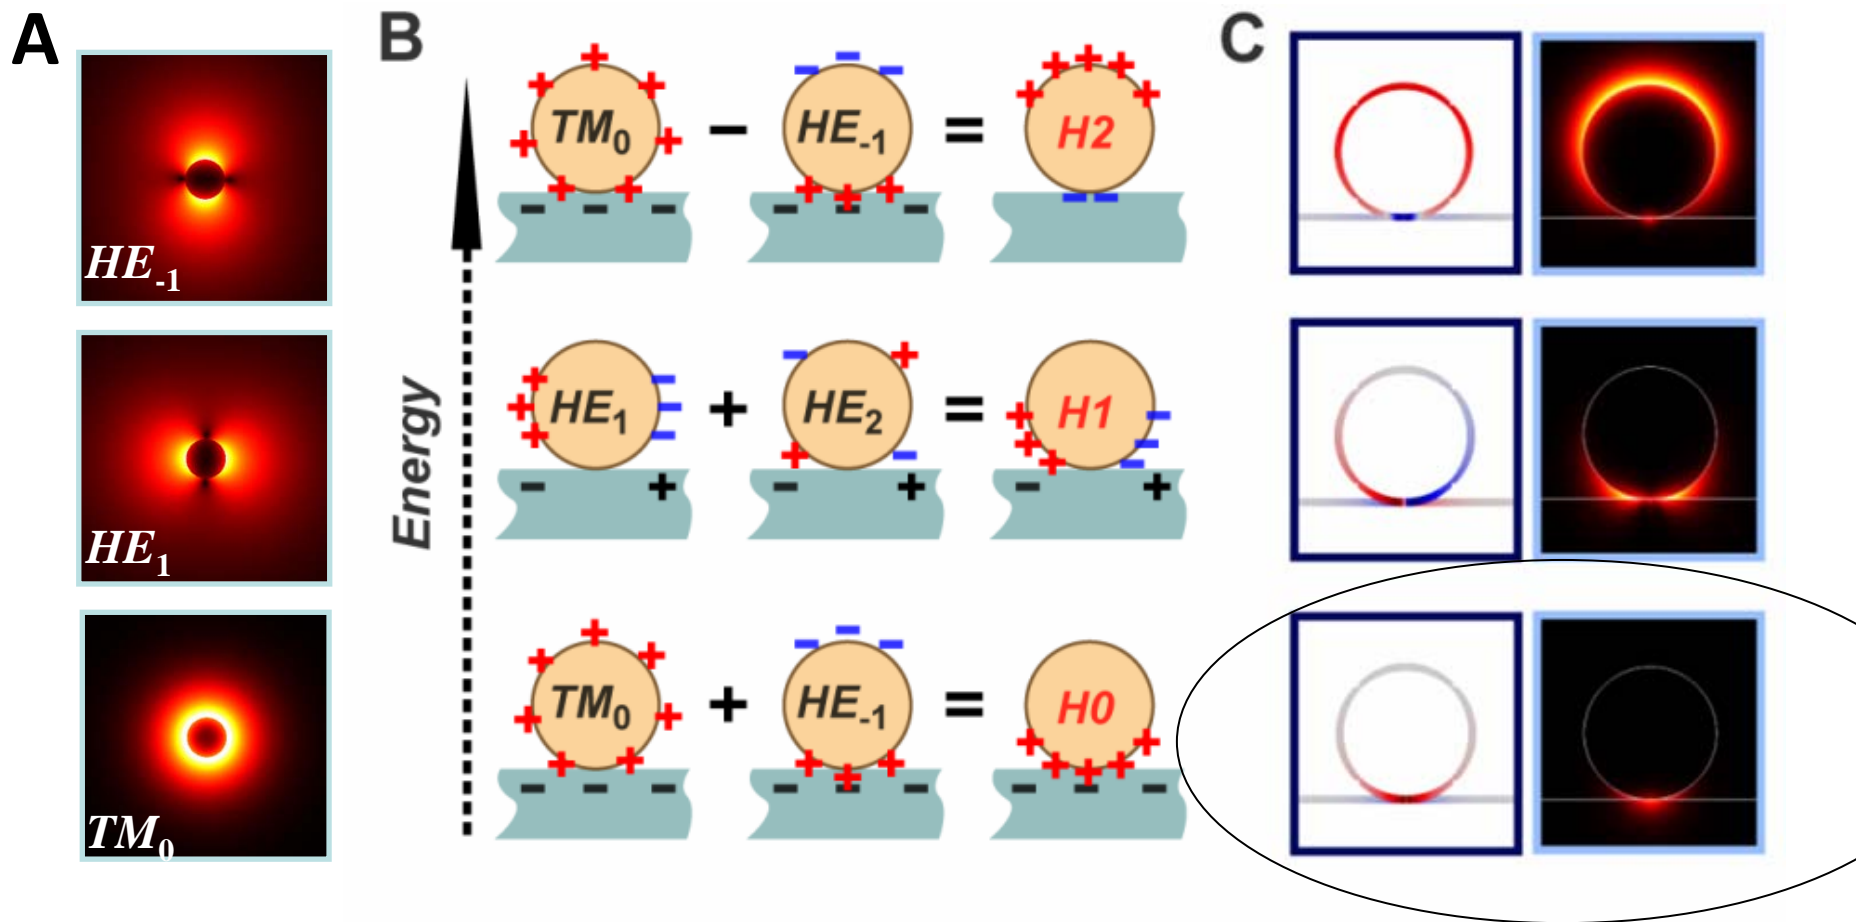 A
HE-1
HE1
TM0
B
Energy
TM0 − HE-1 = H2
HE1 + HE2 = H1
TM0 + HE-1 = H0
C